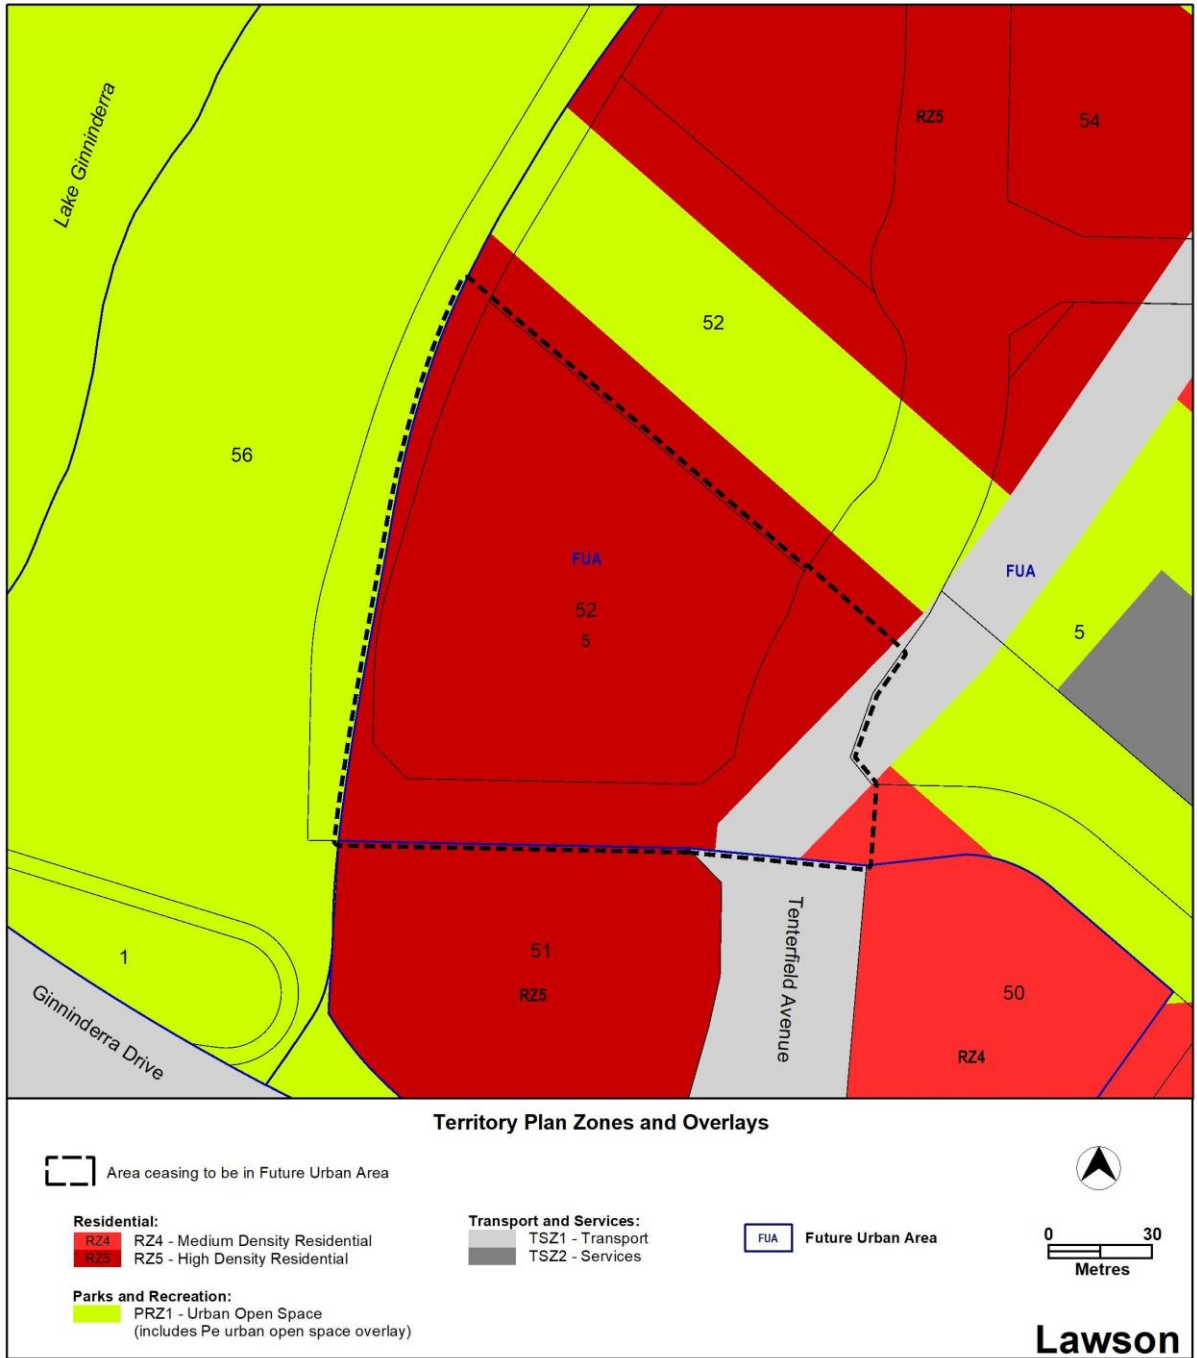 Lake Ginninderra
RZ5
54
52
56
FUA
FUA
52
5
5
51
RZ5
Tenterfield Avenue
50
RZ4
1
Ginninderra Drive
Territory Plan Zones and Overlays
Area ceasing to be in Future Urban Area
Residential:
RZ4 RZ4 - Medium Density Residential
RZ5 RZ5 - High Density Residential
Parks and Recreation:
PRZ1 - Urban Open Space
(includes Pe urban open space overlay)
Transport and Services:
TSZ1 - Transport
TSZ2 - Services
FUA Future Urban Area
0 30
Metres
Lawson